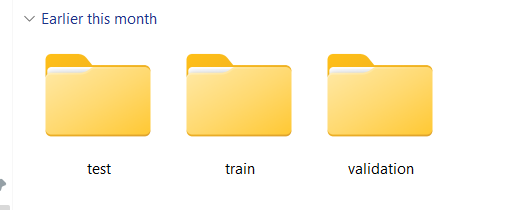 Earlier this month
test
train
validation